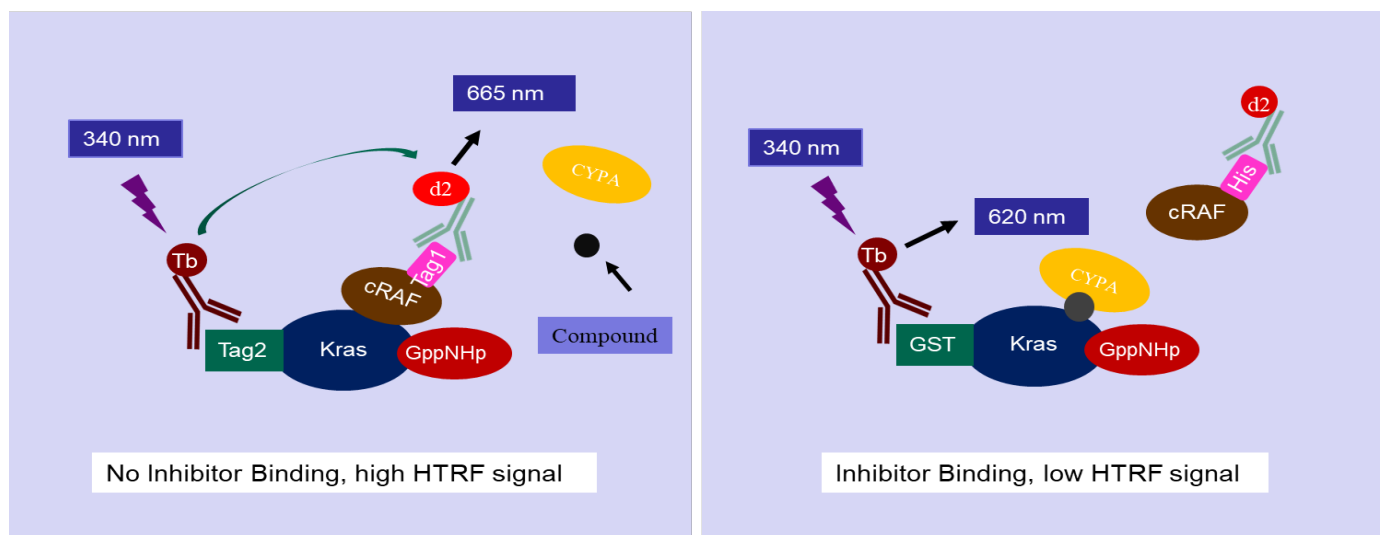 665 nm
340 nm
CYPA
d2
Tag1
Tb
cRAF
Compound
Tag2
Kras
GppNHp
No Inhibitor Binding, high HTRF signal
d2
340 nm
His
620 nm
cRAF
Tb
CYPA
GST
Kras
GppNHp
Inhibitor Binding, low HTRF signal